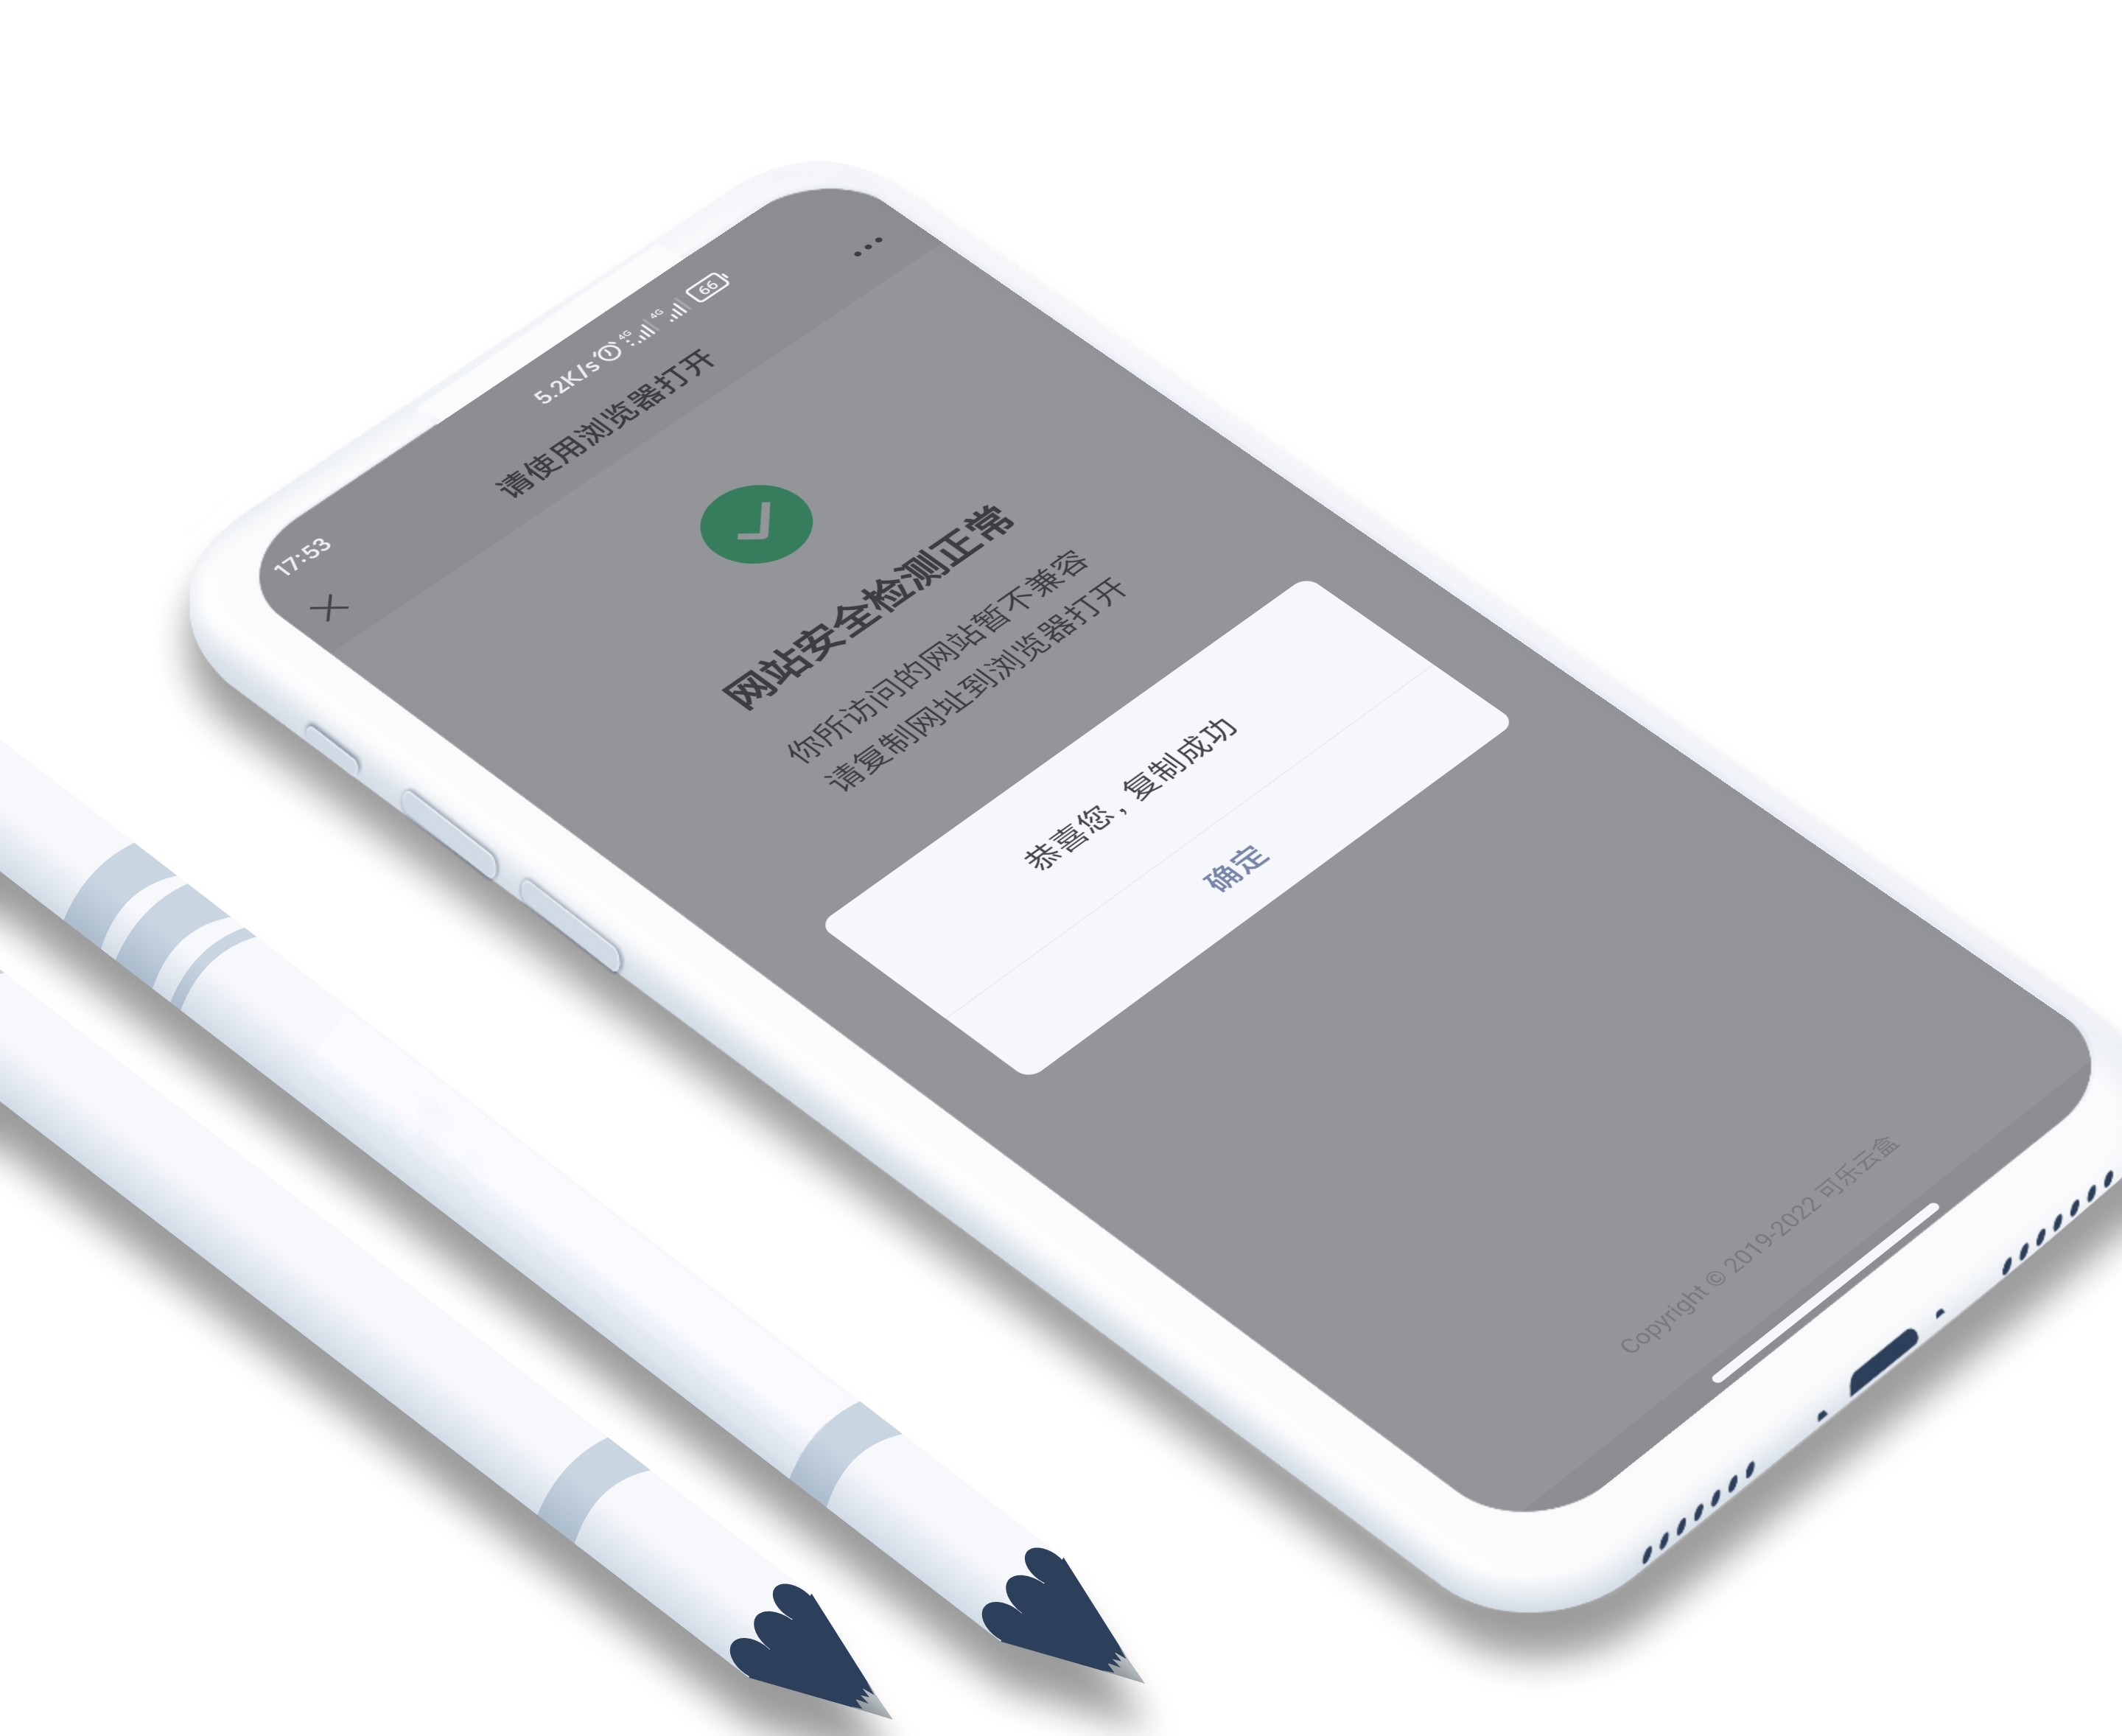 17:53
5.2K/s 4G 4G 66
请使用浏览器打开
网站安全检测正常
你所访问的网站暂不兼容
请复制网址到浏览器打开
恭喜您，复制成功
确定
Copyright © 2019-2022 可乐云盒